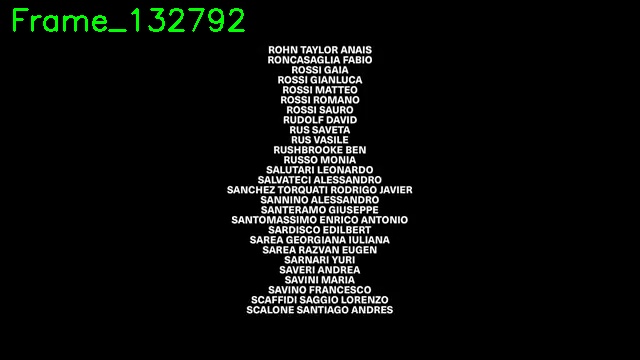 Frame_132792
ROHN TAYLOR ANAIS
RONCASAGLIA FABIO
ROSSI GAIA
ROSSI GIANLUCA
ROSSI MATTEO
ROSSI ROMANO
ROSSI SAURO
RUDOLF DAVID
RUS SAVETA
RUS VASILE
RUSHBROOKE BEN
RUSSO MONIA
SALUTARI LEONARDO
SALVATECI ALESSANDRO
SANCHEZ TORQUATI RODRIGO JAVIER
SANNINO ALESSANDRO
SANTERAMO GIUSEPPE
SANTOMASSIMO ENRICO ANTONIO
SARDISCO EDILBERT
SAREA GEORGIANA IULIANA
SAREA RAZVAN EUGEN
SARNARI YURI
SAVERI ANDREA
SAVINI MARIA
SAVINO FRANCESCO
SCAFFIDI SAGGIO LORENZO
SCALONE SANTIAGO ANDRES